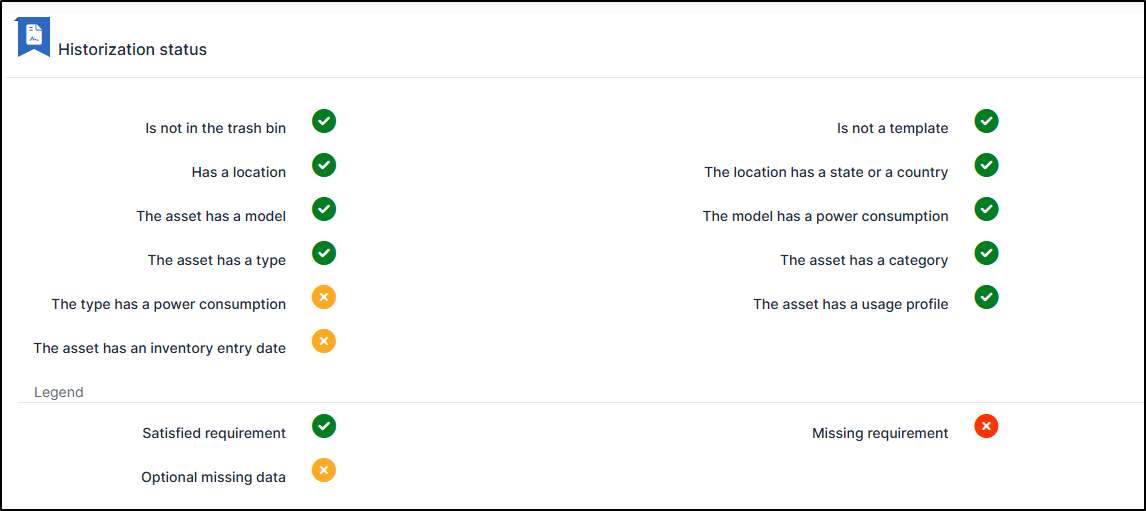 Historization status
Is not in the trash bin
Is not a template
Has a location
The location has a state or a country
The asset has a model
The model has a power consumption
The asset has a type
The asset has a category
The type has a power consumption
The asset has a usage profile
The asset has an inventory entry date
Legend
Satisfied requirement
Missing requirement
Optional missing data